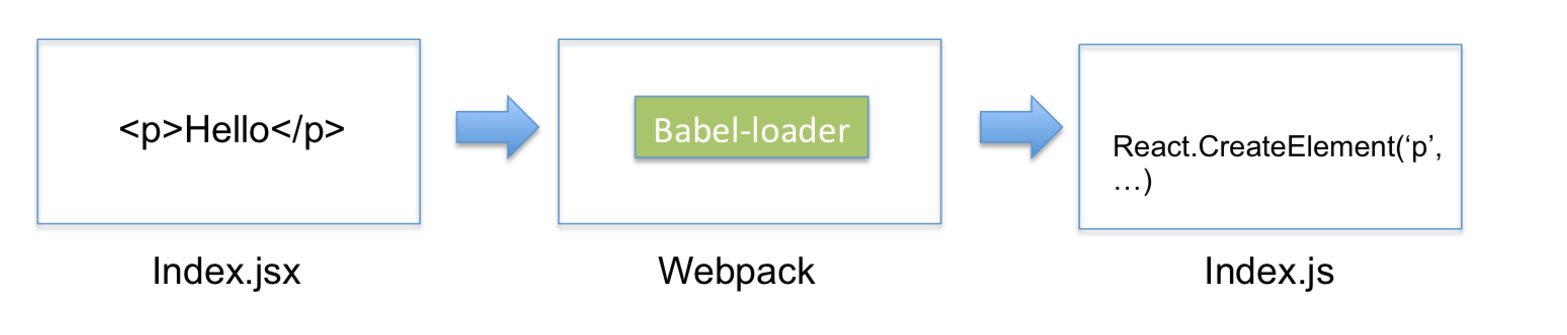 <p>Hello</p>
Babel-loader
React.CreateElement(‘p’,
…)
Index.jsx
Webpack
Index.js